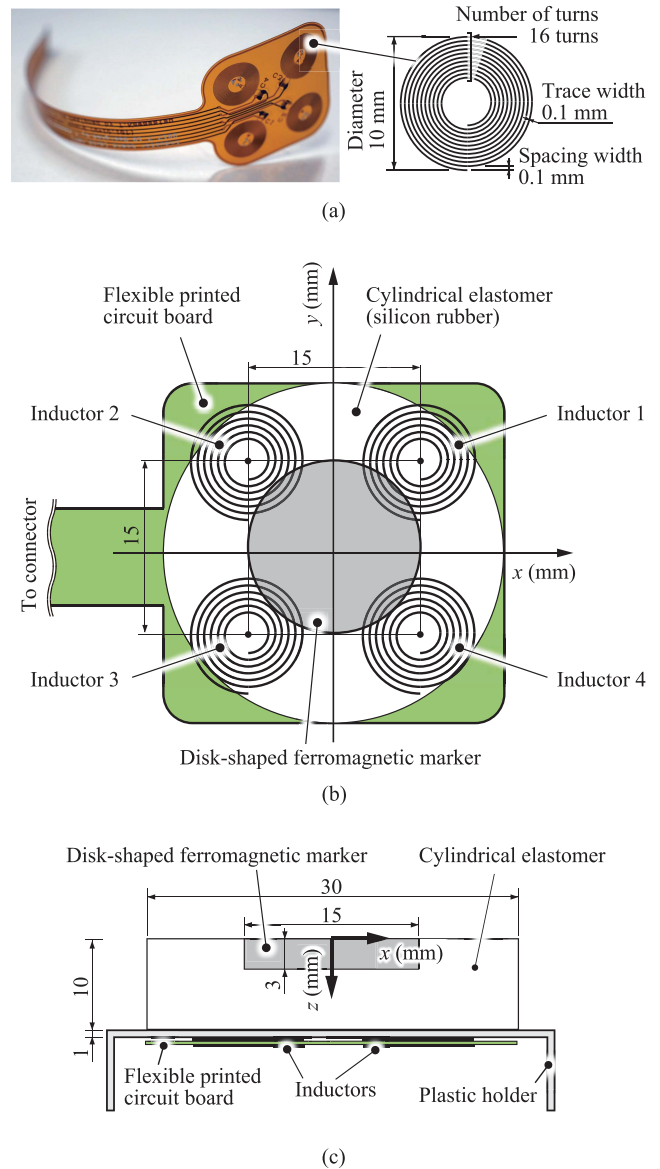 Number of turns
16 turns
Diameter
10 mm
Trace width
0.1 mm
Spacing width
0.1 mm
(a)
Flexible printed
circuit board
y (mm)
Cylindrical elastomer
(silicon rubber)
15
Inductor 2
Inductor 1
15
To connector
x (mm)
Inductor 3
Inductor 4
Disk-shaped ferromagnetic marker
(b)
Disk-shaped ferromagnetic marker
Cylindrical elastomer
30
15
x (mm)
10
3
z (mm)
1
Flexible printed
circuit board
Inductors
Plastic holder
(c)